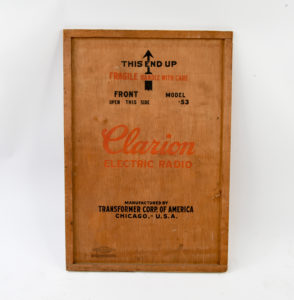 THIS END UP
FRAGILE HANDLE WITH CARE
FRONT MODEL
OPEN THIS SIDE 53
Clarion
ELECTRIC RADIO
MANUFACTURED BY
TRANSFORMER CORP. OF AMERICA
CHICAGO, - U.S.A.